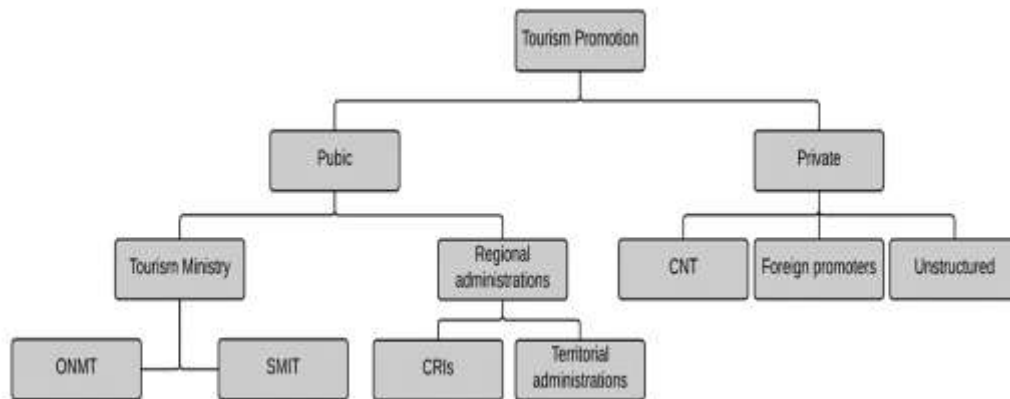 Tourism Promotion
Pubic
Private
Tourism Ministry
Regional
administrations
CNT
Foreign promoters
Unstructured
ONMT
SMIT
CRIs
Territorial
administrations